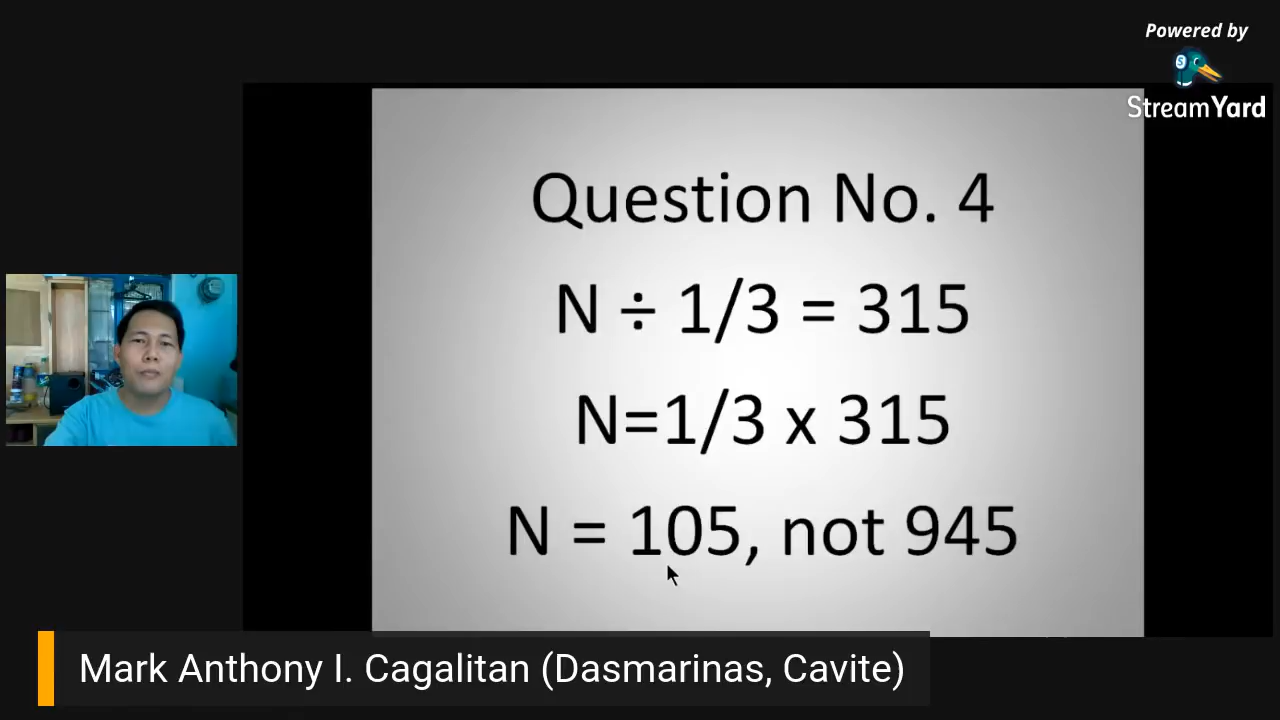 Powered by
StreamYard
Question No. 4
N ÷ 1/3 = 315
N=1/3 x 315
N = 105, not 945
Mark Anthony I. Cagalitan (Dasmarinas, Cavite)